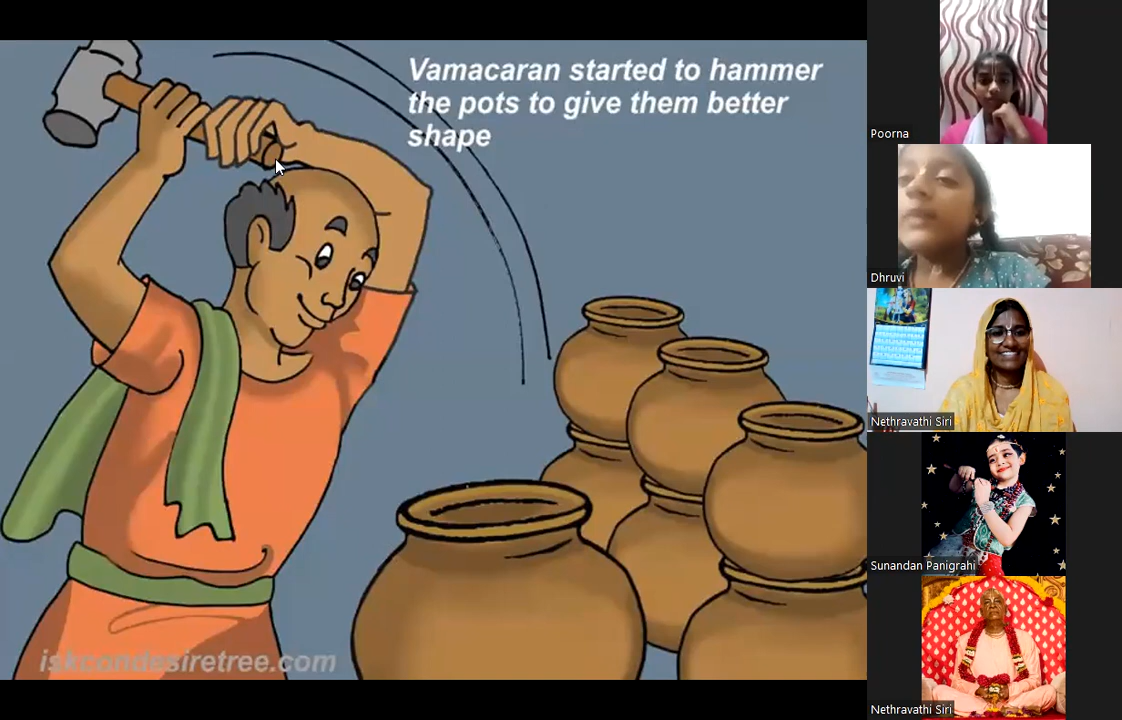 Vamacaran started to hammer
the pots to give them better
shape
iskcondesiretree.com
Poorna
Dhruvi
Nethravathi Siri
Sunandan Panigrahi
Nethravathi Siri